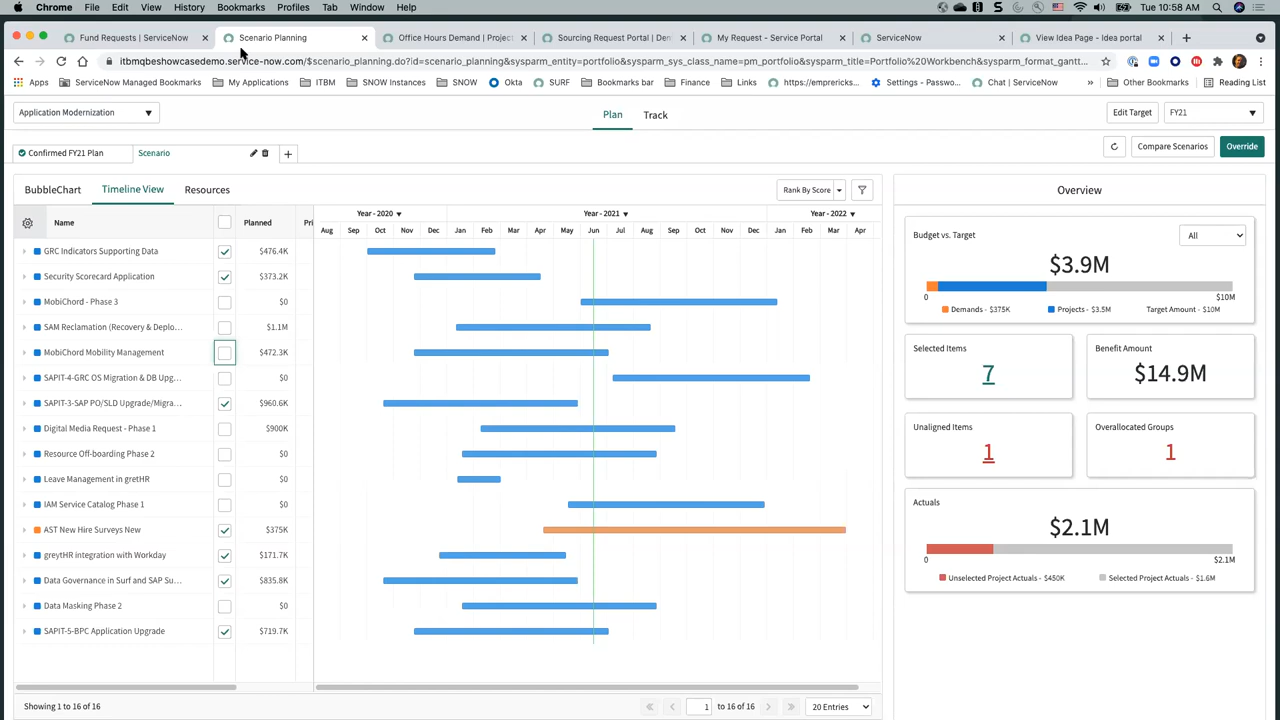 Chrome File Edit View History Bookmarks Profiles Tab Window Help Tue 10:58 AM
Fund Requests | ServiceNow Scenario Planning Office Hours Demand | Project Sourcing Request Portal | De My Request - Service Portal ServiceNow View Idea Page - Idea portal
itbmqbeshowcasedemo.service-now.com/$scenario_planning.do?id=scenario_planning&sysparm_entity=portfolio&sysparm_sys_class_name=pm_portfolio&sysparm_title=Portfolio%20Workbench&sysparm_format_gantt...
Apps ServiceNow Managed Bookmarks My Applications ITBM SNOW Instances SNOW Okta SURF Bookmarks bar Finance Links https://emprericks... Settings - Passwo... Chat | ServiceNow » Other Bookmarks Reading List
Application Modernization Plan Track Edit Target FY21
Confirmed FY21 Plan Scenario + Compare Scenarios Override
BubbleChart Timeline View Resources Rank By Score Overview
Name Planned Pri Year - 2020 Year - 2021 Year - 2022
Aug Sep Oct Nov Dec Jan Feb Mar Apr May Jun Jul Aug Sep Oct Nov Dec Jan Feb Mar Apr
GRC Indicators Supporting Data $476.4K
Security Scorecard Application $373.2K
MobiChord - Phase 3 $0
SAM Reclamation (Recovery & Deplo... $1.1M
MobiChord Mobility Management $472.3K
SAPIT-4-GRC OS Migration & DB Upg... $0
SAPIT-3-SAP PO/SLD Upgrade/Migra... $960.6K
Digital Media Request - Phase 1 $900K
Resource Off-boarding Phase 2 $0
Leave Management in gretHR $0
IAM Service Catalog Phase 1 $0
AST New Hire Surveys New $375K
greytHR integration with Workday $171.7K
Data Governance in Surf and SAP Su... $835.8K
Data Masking Phase 2 $0
SAPIT-5-BPC Application Upgrade $719.7K
Showing 1 to 16 of 16 1 to 16 of 16 20 Entries
Budget vs. Target All
$3.9M
0 $10M
Demands - $375K Projects - $3.5M Target Amount - $10M
Selected Items Benefit Amount
7 $14.9M
Unaligned Items Overallocated Groups
1 1
Actuals
$2.1M
0 $2.1M
Unselected Project Actuals - $450K Selected Project Actuals - $1.6M